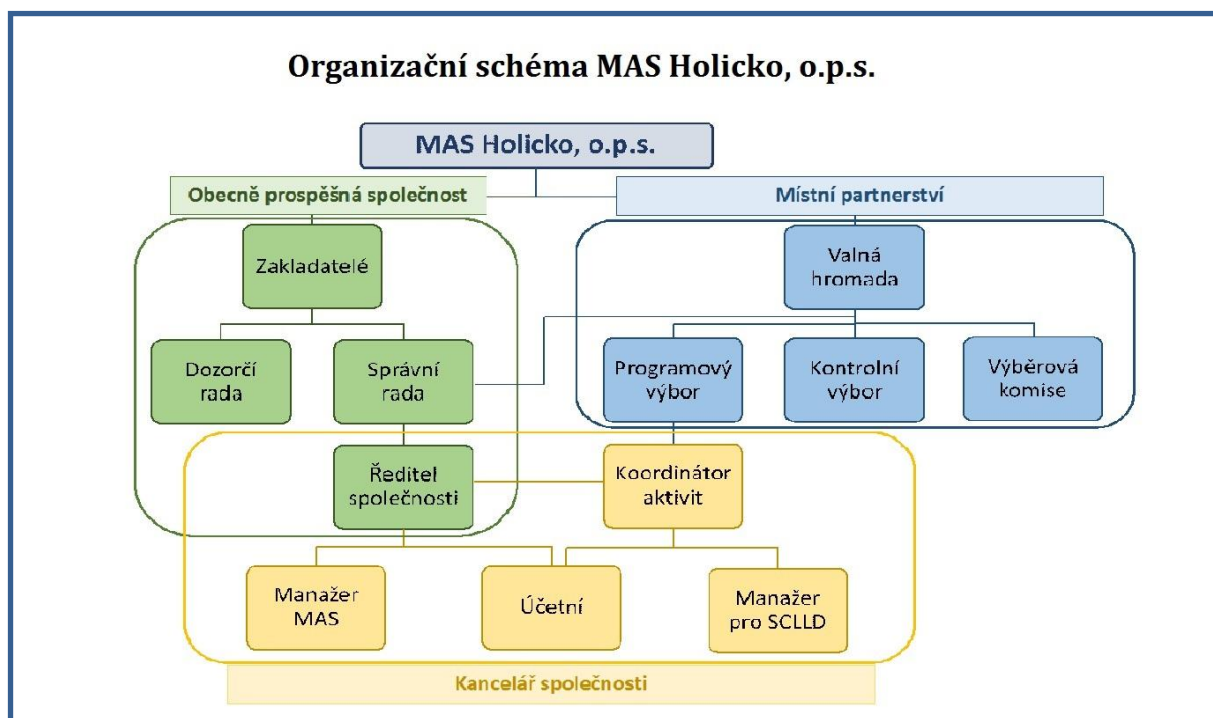 Organizační schéma MAS Holicko, o.p.s.
MAS Holicko, o.p.s.
Obecně prospěšná společnost
Místní partnerství
Zakladatelé
Valná
hromada
Dozorčí
rada
Správní
rada
Programový
výbor
Kontrolní
výbor
Výběrová
komise
Ředitel
společnosti
Koordinátor
aktivit
Manažer
MAS
Účetní
Manažer
pro SCLLD
Kancelář společnosti